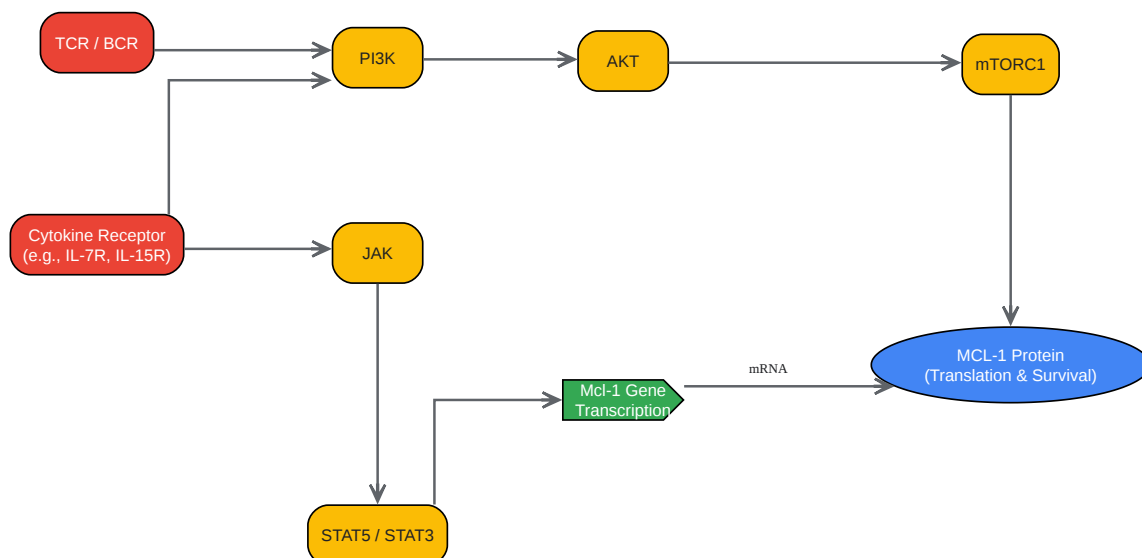 TCR / BCR
PI3K
AKT
mTORC1
Cytokine Receptor
(e.g., IL-7R, IL-15R)
JAK
MCL-1 Protein
(Translation & Survival)
mRNA
Mcl-1 Gene
Transcription
STAT5 / STAT3